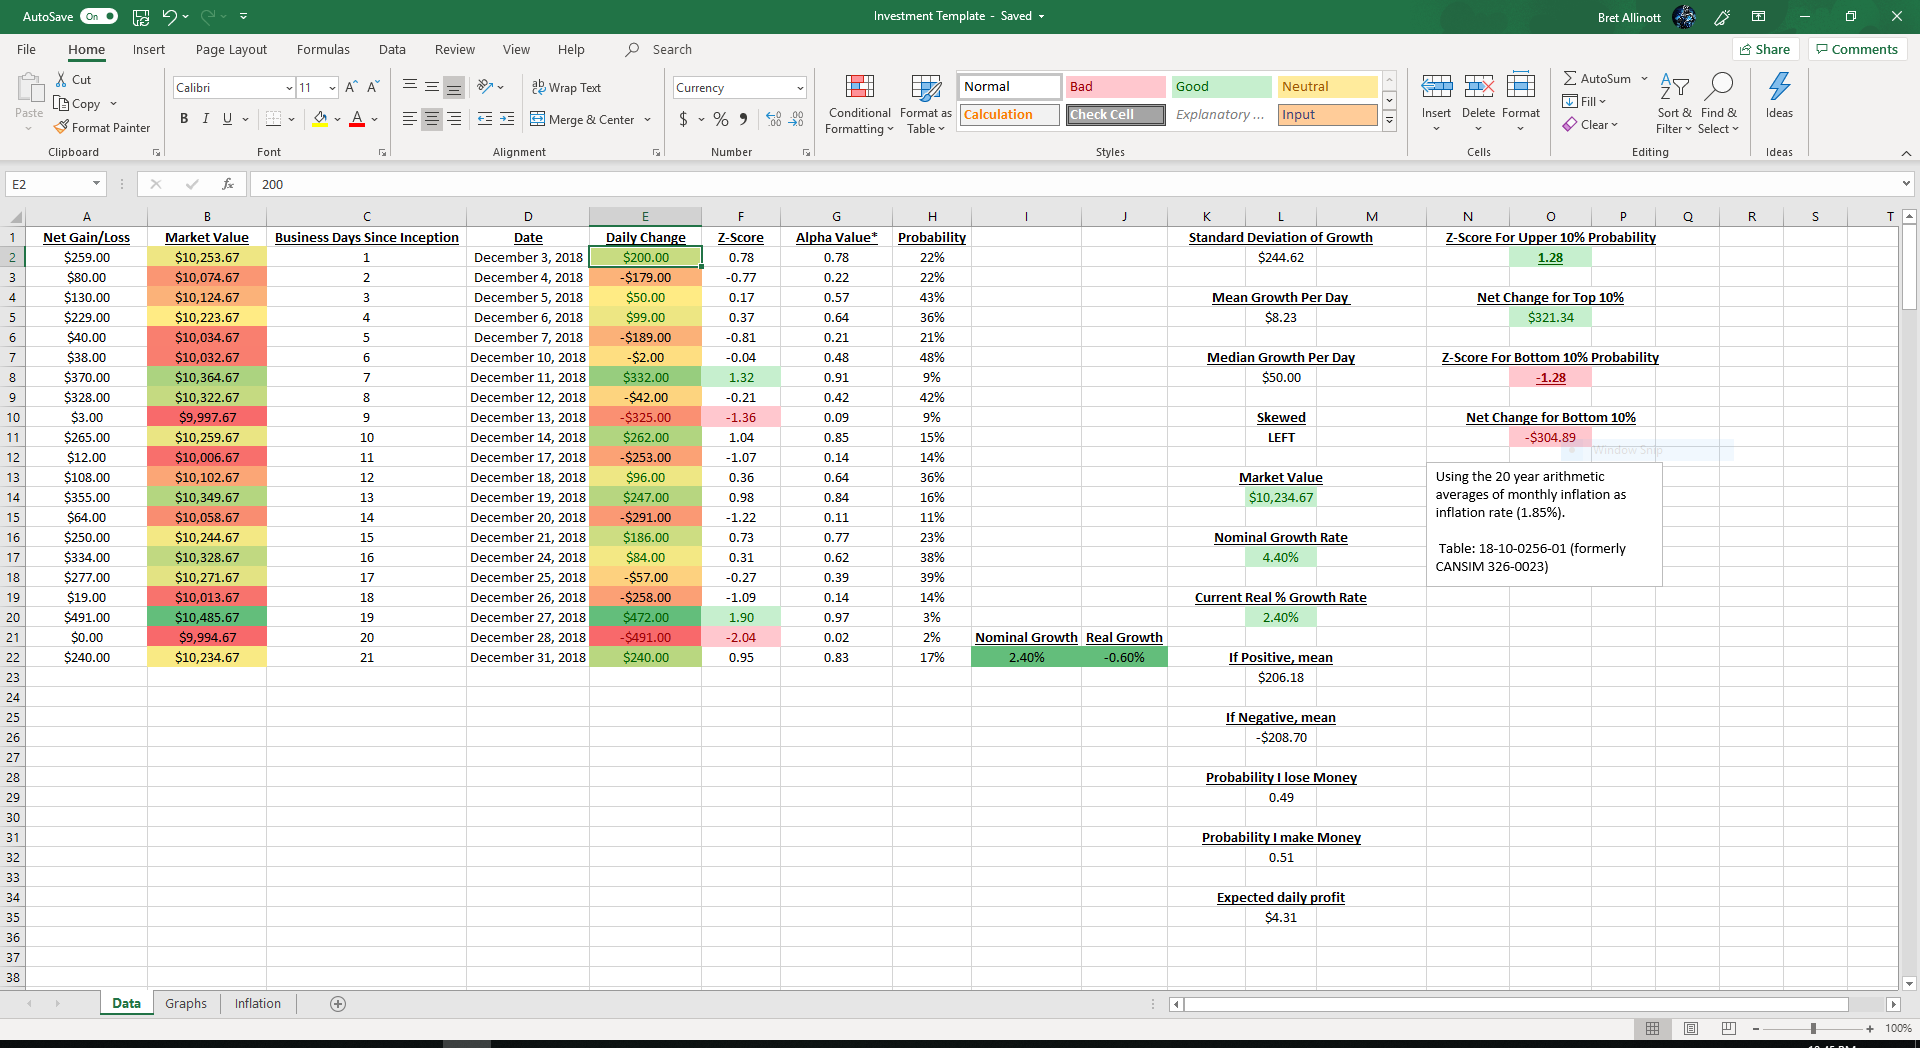 AutoSave On Investment Template - Saved Bret Allinott
File Home Insert Page Layout Formulas Data Review View Help Search Share Comments
Paste Cut Copy Format Painter Clipboard
Calibri 11 A A B I U A Font
ab Wrap Text Merge & Center Alignment
Currency $ % Number
Conditional Formatting Format as Table
Normal Bad Good Neutral
Calculation Check Cell Explanatory ... Input
Styles
Insert Delete Format Cells
AutoSum Fill Clear Sort & Filter Find & Select Editing
Ideas Ideas
E2 fx 200
A B C D E F G H I J K L M N O P Q R S T
1 Net Gain/Loss Market Value Business Days Since Inception Date Daily Change Z-Score Alpha Value* Probability Standard Deviation of Growth Z-Score For Upper 10% Probability
2 $259.00 $10,253.67 1 December 3, 2018 $200.00 0.78 0.78 22% $244.62 1.28
3 $80.00 $10,074.67 2 December 4, 2018 -$179.00 -0.77 0.22 22%
4 $130.00 $10,124.67 3 December 5, 2018 $50.00 0.17 0.57 43% Mean Growth Per Day Net Change for Top 10%
5 $229.00 $10,223.67 4 December 6, 2018 $99.00 0.37 0.64 36% $8.23 $321.34
6 $40.00 $10,034.67 5 December 7, 2018 -$189.00 -0.81 0.21 21%
7 $38.00 $10,032.67 6 December 10, 2018 -$2.00 -0.04 0.48 48% Median Growth Per Day Z-Score For Bottom 10% Probability
8 $370.00 $10,364.67 7 December 11, 2018 $332.00 1.32 0.91 9% $50.00 -1.28
9 $328.00 $10,322.67 8 December 12, 2018 -$42.00 -0.21 0.42 42%
10 $3.00 $9,997.67 9 December 13, 2018 -$325.00 -1.36 0.09 9% Skewed Net Change for Bottom 10%
11 $265.00 $10,259.67 10 December 14, 2018 $262.00 1.04 0.85 15% LEFT -$304.89
Window Snip
12 $12.00 $10,006.67 11 December 17, 2018 -$253.00 -1.07 0.14 14%
13 $108.00 $10,102.67 12 December 18, 2018 $96.00 0.36 0.64 36% Market Value
14 $355.00 $10,349.67 13 December 19, 2018 $247.00 0.98 0.84 16% $10,234.67
15 $64.00 $10,058.67 14 December 20, 2018 -$291.00 -1.22 0.11 11%
16 $250.00 $10,244.67 15 December 21, 2018 $186.00 0.73 0.77 23% Nominal Growth Rate
17 $334.00 $10,328.67 16 December 24, 2018 $84.00 0.31 0.62 38% 4.40%
18 $277.00 $10,271.67 17 December 25, 2018 -$57.00 -0.27 0.39 39%
19 $19.00 $10,013.67 18 December 26, 2018 -$258.00 -1.09 0.14 14% Current Real % Growth Rate
20 $491.00 $10,485.67 19 December 27, 2018 $472.00 1.90 0.97 3% 2.40%
21 $0.00 $9,994.67 20 December 28, 2018 -$491.00 -2.04 0.02 2% Nominal Growth Real Growth
22 $240.00 $10,234.67 21 December 31, 2018 $240.00 0.95 0.83 17% 2.40% -0.60% If Positive, mean
Using the 20 year arithmetic
averages of monthly inflation as
inflation rate (1.85%).
Table: 18-10-0256-01 (formerly
CANSIM 326-0023)
23 $206.18
24
25 If Negative, mean
26 -$208.70
27
28 Probability I lose Money
29 0.49
30
31 Probability I make Money
32 0.51
33
34 Expected daily profit
35 $4.31
36
37
38
Data Graphs Inflation
100%